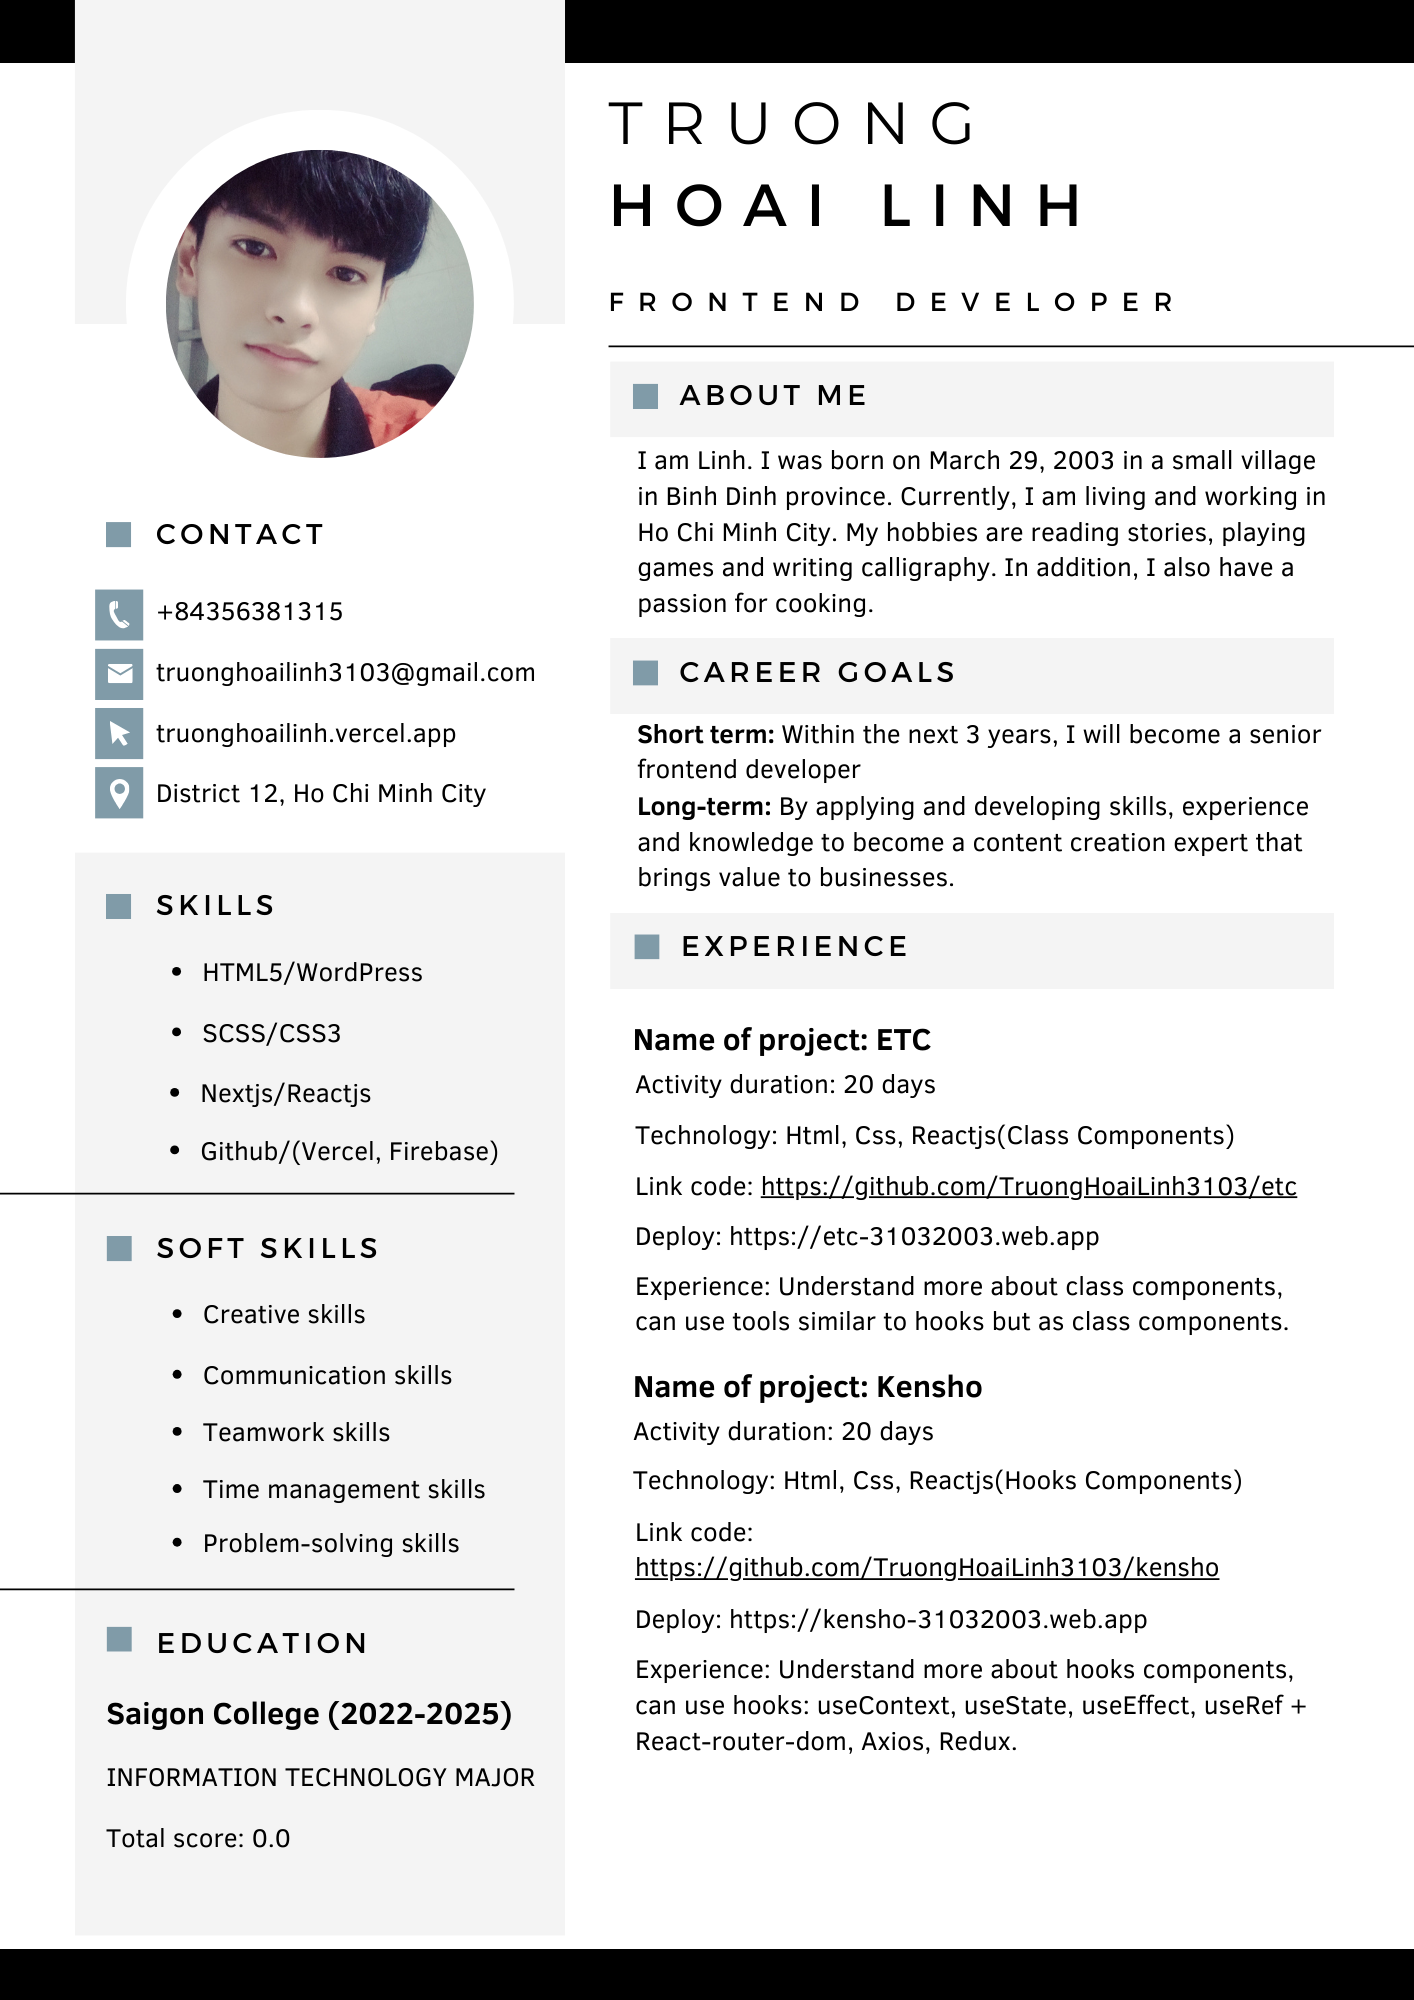 TRUONG
HOAI LINH
FRONTEND DEVELOPER
CONTACT
+84356381315
truonghoailinh3103@gmail.com
truonghoailinh.vercel.app
District 12, Ho Chi Minh City
SKILLS
• HTML5/WordPress
• SCSS/CSS3
• Nextjs/Reactjs
• Github/(Vercel, Firebase)
SOFT SKILLS
• Creative skills
• Communication skills
• Teamwork skills
• Time management skills
• Problem-solving skills
EDUCATION
Saigon College (2022-2025)
INFORMATION TECHNOLOGY MAJOR
Total score: 0.0
ABOUT ME
I am Linh. I was born on March 29, 2003 in a small village
in Binh Dinh province. Currently, I am living and working in
Ho Chi Minh City. My hobbies are reading stories, playing
games and writing calligraphy. In addition, I also have a
passion for cooking.
CAREER GOALS
Short term: Within the next 3 years, I will become a senior
frontend developer
Long-term: By applying and developing skills, experience
and knowledge to become a content creation expert that
brings value to businesses.
EXPERIENCE
Name of project: ETC
Activity duration: 20 days
Technology: Html, Css, Reactjs(Class Components)
Link code: https://github.com/TruongHoaiLinh3103/etc
Deploy: https://etc-31032003.web.app
Experience: Understand more about class components,
can use tools similar to hooks but as class components.
Name of project: Kensho
Activity duration: 20 days
Technology: Html, Css, Reactjs(Hooks Components)
Link code:
https://github.com/TruongHoaiLinh3103/kensho
Deploy: https://kensho-31032003.web.app
Experience: Understand more about hooks components,
can use hooks: useContext, useState, useEffect, useRef +
React-router-dom, Axios, Redux.